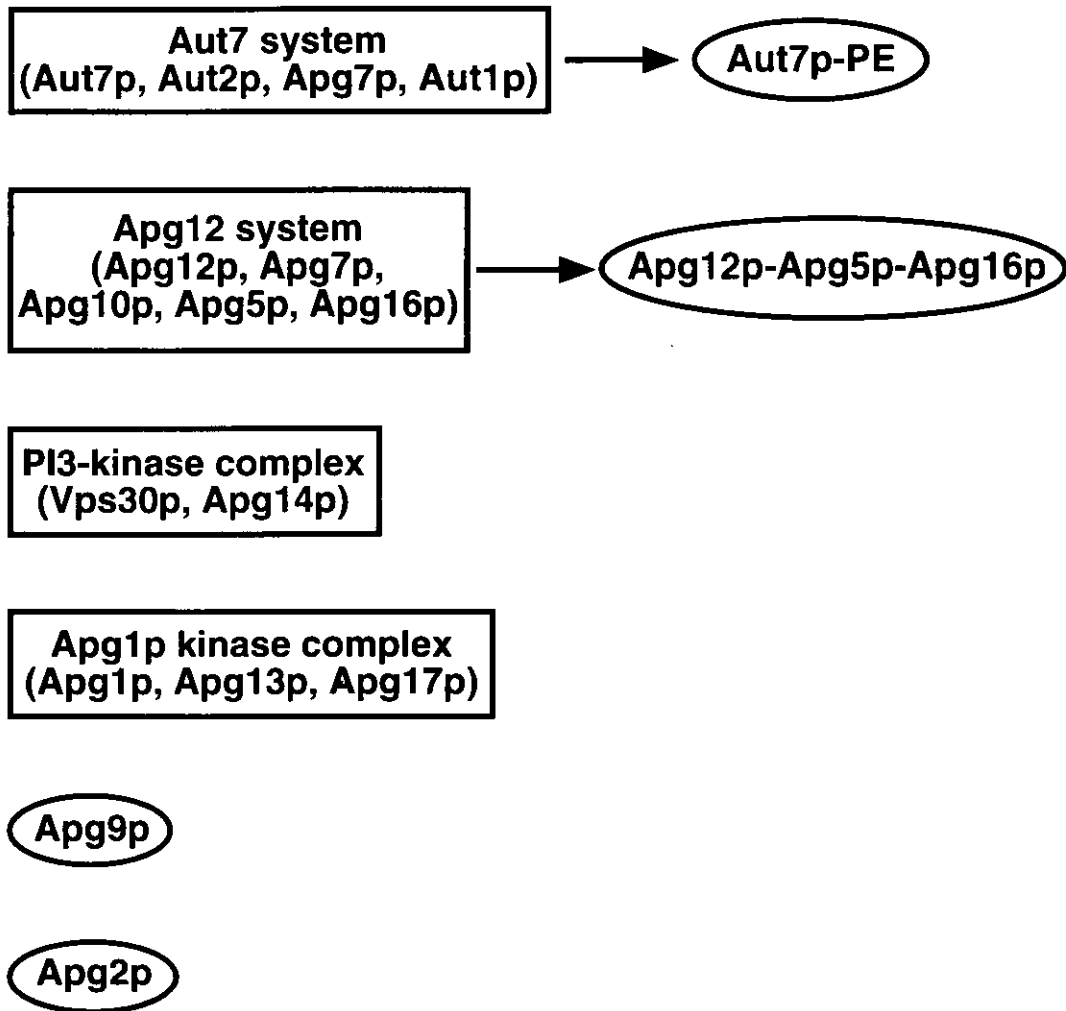 Aut7 system
(Aut7p, Aut2p, Apg7p, Aut1p)
Aut7p-PE
Apg12 system
(Apg12p, Apg7p,
Apg10p, Apg5p, Apg16p)
Apg12p-Apg5p-Apg16p
PI3-kinase complex
(Vps30p, Apg14p)
Apg1p kinase complex
(Apg1p, Apg13p, Apg17p)
Apg9p
Apg2p